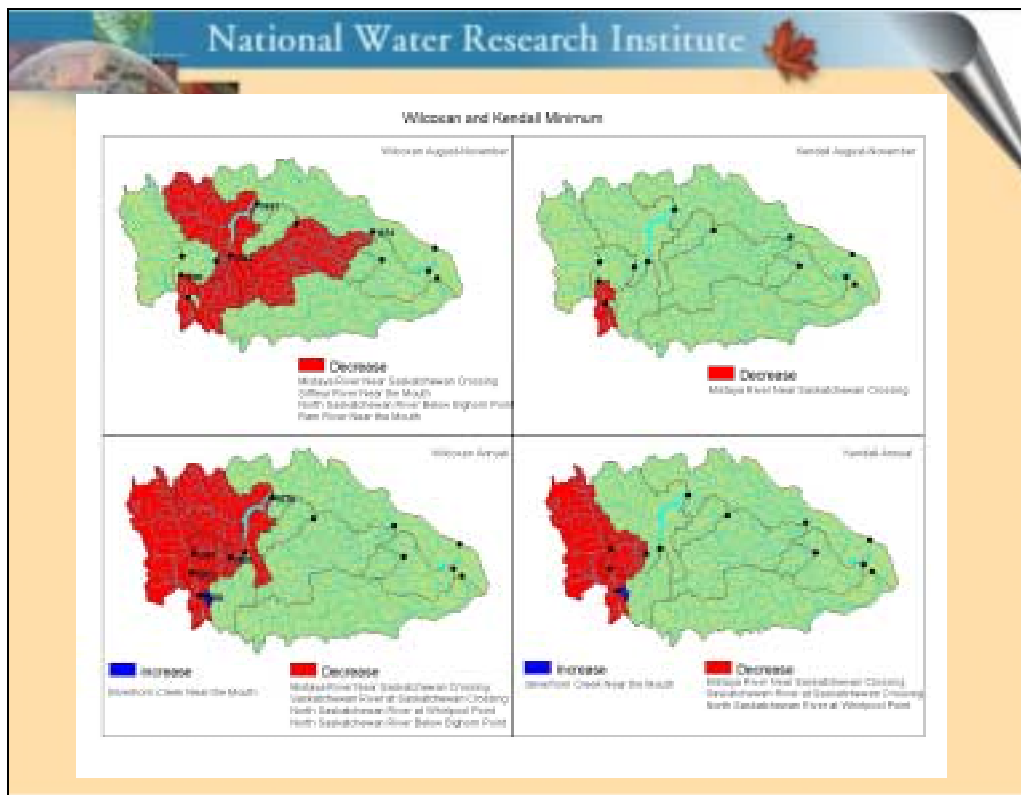 National Water Research Institute
Wilcoxan and Kendall Minimum
Wilcoxan August-November
Kendall August-November
Decrease
Mistaya River Near Saskatchewan Crossing
Siffleur River Near the Mouth
North Saskatchewan River Below Bighorn Point
Ram River Near the Mouth
Decrease
Mistaya River Near Saskatchewan Crossing
Wilcoxan Annual
Kendall Annual
Increase
Silverhorn Creek Near the Mouth
Decrease
Mistaya River Near Saskatchewan Crossing
Saskatchewan River at Saskatchewan Crossing
North Saskatchewan River at Whirlpool Point
North Saskatchewan River Below Bighorn Point
Increase
Silverhorn Creek Near the Mouth
Decrease
Mistaya River Near Saskatchewan Crossing
Saskatchewan River at Saskatchewan Crossing
North Saskatchewan River at Whirlpool Point